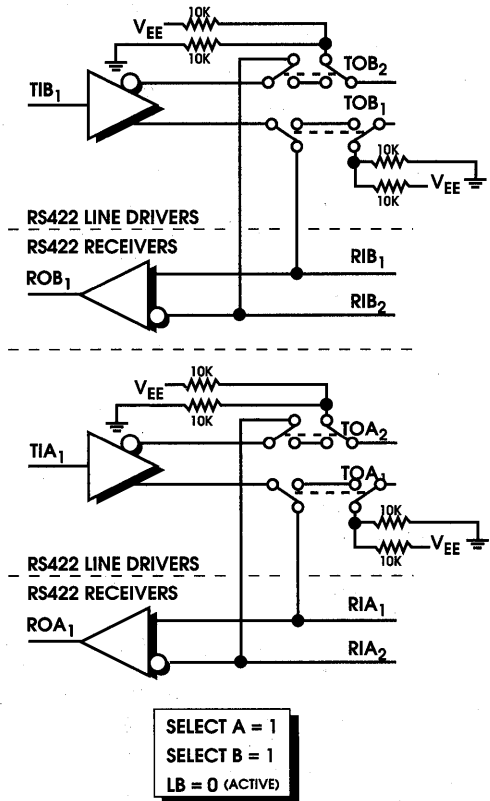 10K
VEE
10K
TOB2
TIB1
TOB1
10K
VEE
10K
RS422 LINE DRIVERS
RS422 RECEIVERS
ROB1
RIB1
RIB2
10K
VEE
10K
TOA2
TIA1
TOA1
10K
VEE
10K
RS422 LINE DRIVERS
RS422 RECEIVERS
ROA1
RIA1
RIA2
SELECT A = 1
SELECT B = 1
LB = 0 (ACTIVE)